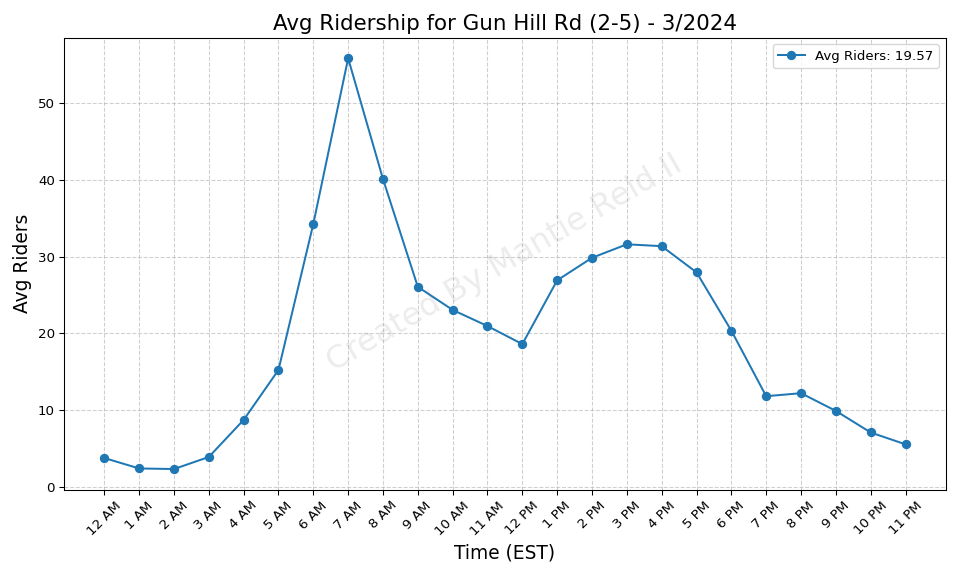 Avg Ridership for Gun Hill Rd (2-5) - 3/2024
Avg Riders: 19.57
Avg Riders
50
40
30
20
10
0
Created By Mantle Reid II
12 AM
1 AM
2 AM
3 AM
4 AM
5 AM
6 AM
7 AM
8 AM
9 AM
10 AM
11 AM
12 PM
1 PM
2 PM
3 PM
4 PM
5 PM
6 PM
7 PM
8 PM
9 PM
10 PM
11 PM
Time (EST)